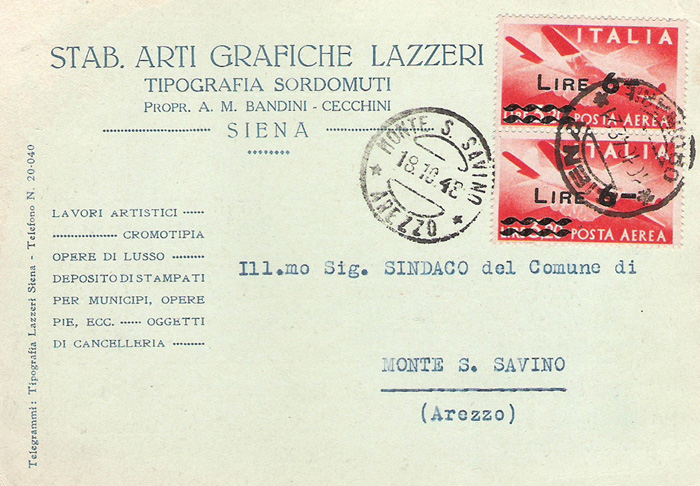 STAB. ARTI GRAFICHE LAZZERI
TIPOGRAFIA SORDOMUTI
PROPR. A. M. BANDINI - CECCHINI
SIENA
ITALIA
LIRE 6-
POSTA AEREA
ITALIA
LIRE 6-
POSTA AEREA
MONTE S. SAVINO
18.10.48
* AREZZO *
LAVORI ARTISTICI
CROMOTIPIA
OPERE DI LUSSO
DEPOSITO DI STAMPATI
PER MUNICIPI, OPERE
PIE, ECC. ...... OGGETTI
DI CANCELLERIA
Ill.mo Sig. SINDACO del Comune di
MONTE S. SAVINO
(Arezzo)
Telegrammi: Tipografia Lazzeri Siena - Telefono N. 20-040